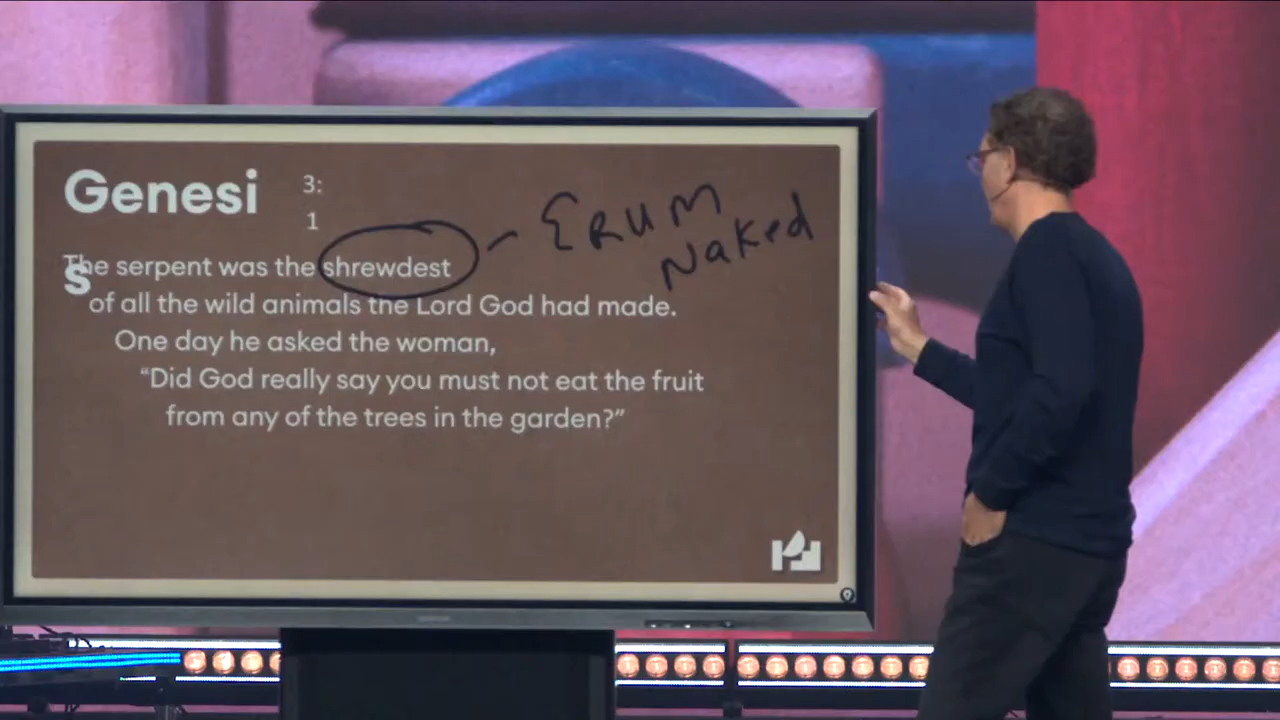 Genesis
3:
1
The serpent was the shrewdest
of all the wild animals the Lord God had made.
One day he asked the woman,
“Did God really say you must not eat the fruit
from any of the trees in the garden?”
ERUM
Naked